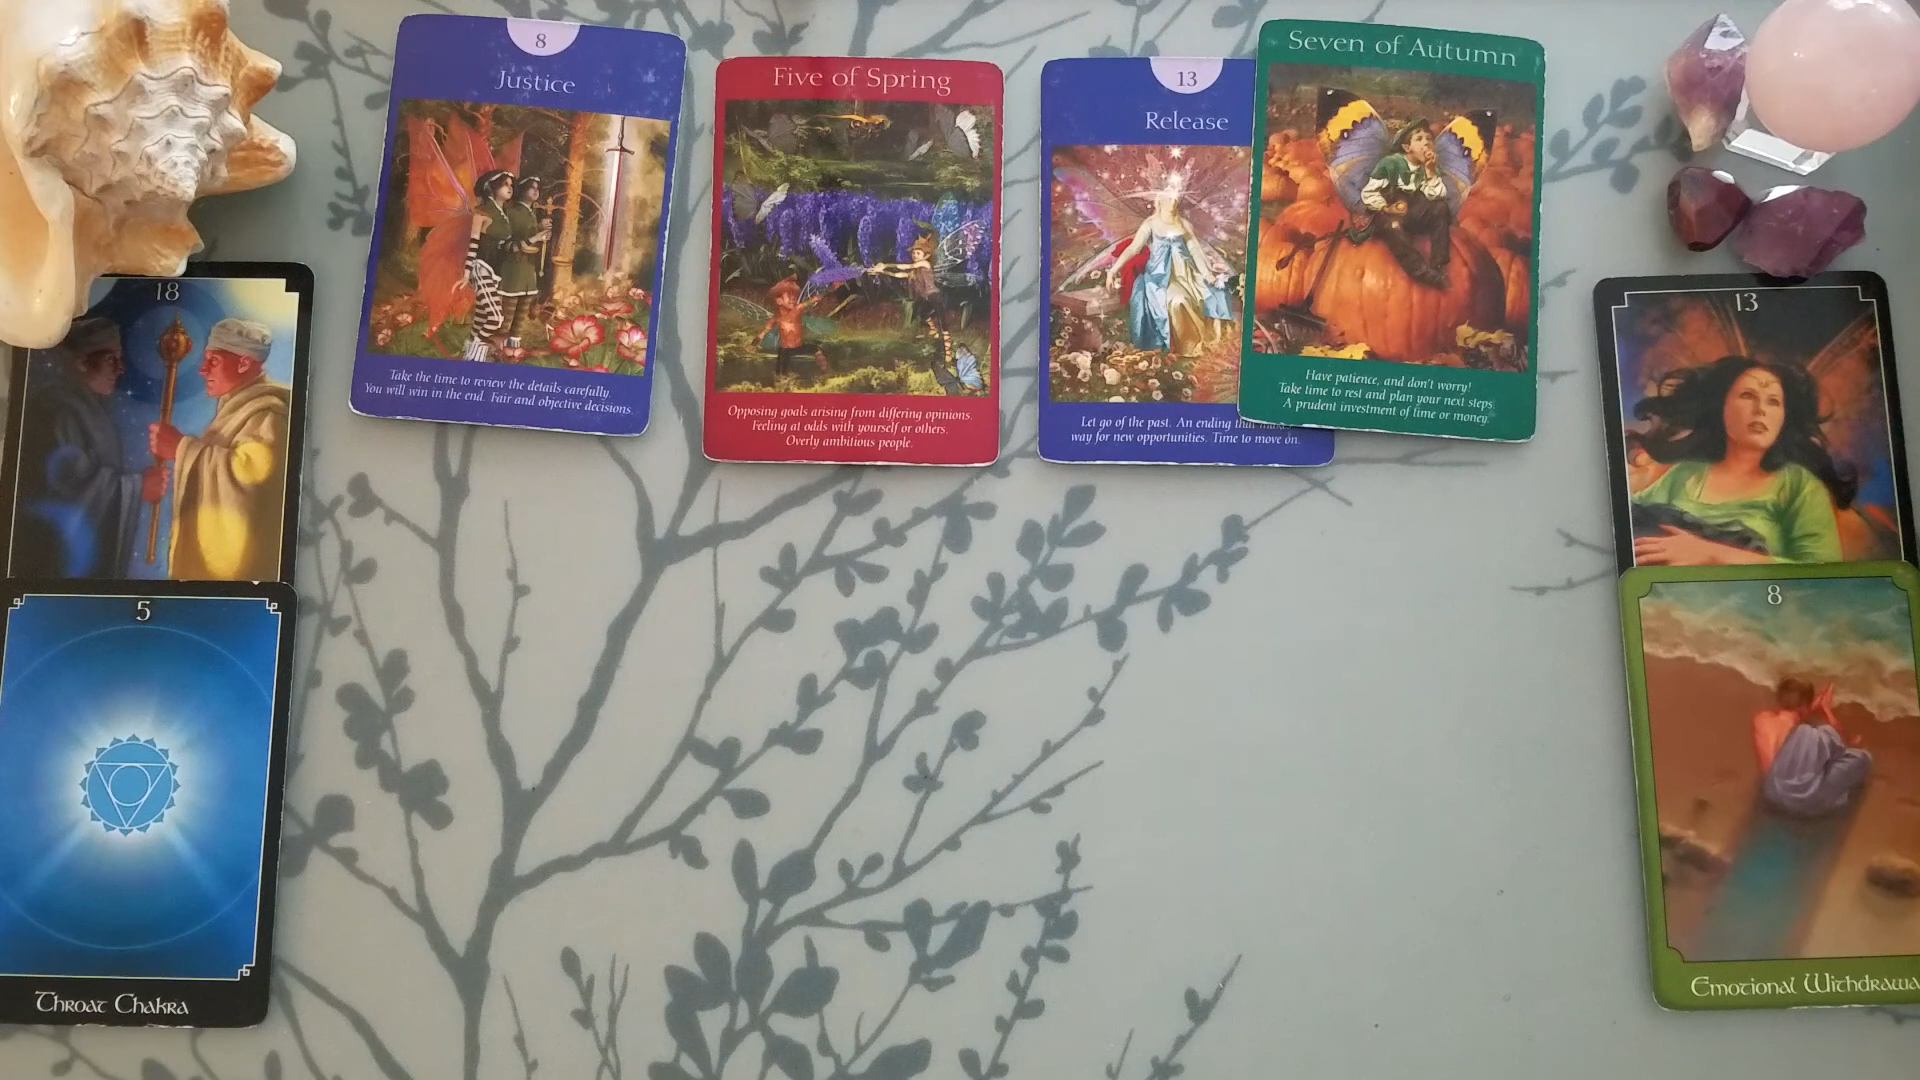 8
Justice
Take the time to review the details carefully.
You will win in the end. Fair and objective decisions.
Five of Spring
Opposing goals arising from differing opinions.
Feeling at odds with yourself or others.
Overly ambitious people.
13
Release
Let go of the past. An ending that
way for new opportunities. Time to move on.
Seven of Autumn
Have patience, and don't worry!
Take time to rest and plan your next steps.
A prudent investment of time or money.
18
5
Throat Chakra
13
8
Emotional Withdrawa